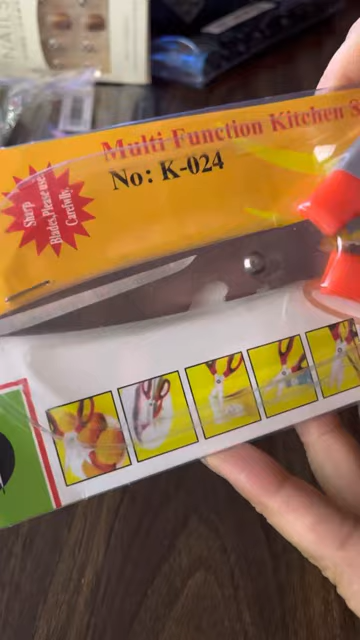 Multi Function Kitchen S
No: K-024
Sharp
Blades,Please use
Carefully.